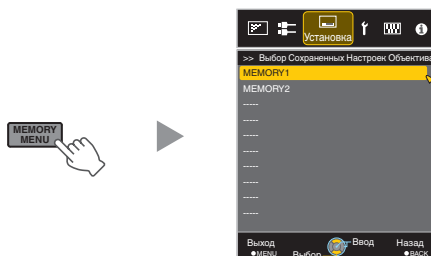 MEMORY
MENU
Установка
>> Выбор Сохраненных Настроек Объектива
MEMORY1
MEMORY2
-----
-----
-----
-----
-----
-----
-----
-----
Выход
Ввод
Назад
●MENU
Выбор
●BACK